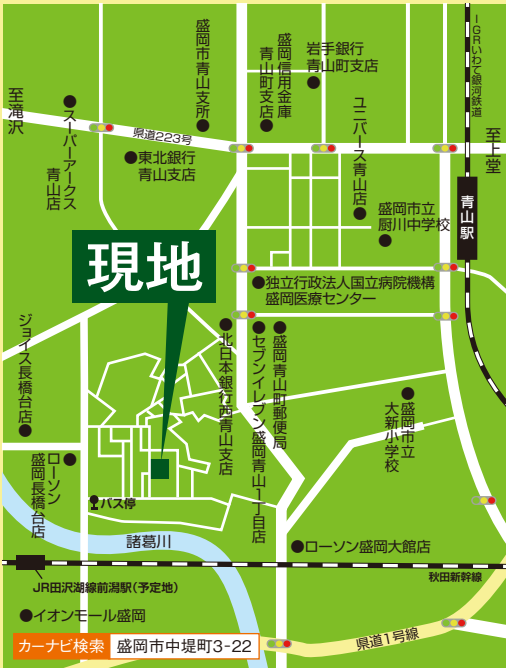 IGRいわて銀河鉄道
盛岡市青山支所
盛岡信用金庫
青山町支店
岩手銀行
青山町支店
至滝沢
スーパーアークス
青山店
県道223号
東北銀行
青山支店
ユニバース青山店
至上堂
青山駅
盛岡市立
厨川中学校
現地
独立行政法人国立病院機構
盛岡医療センター
ジョイス長橋台店
北日本銀行西青山支店
セブンイレブン盛岡青山1丁目店
盛岡青山町郵便局
盛岡市立
大新小学校
ローソン
盛岡長橋台店
バス停
諸葛川
ローソン盛岡大館店
JR田沢湖線前潟駅(予定地)
秋田新幹線
イオンモール盛岡
カーナビ検索 盛岡市中堤町3-22
県道1号線